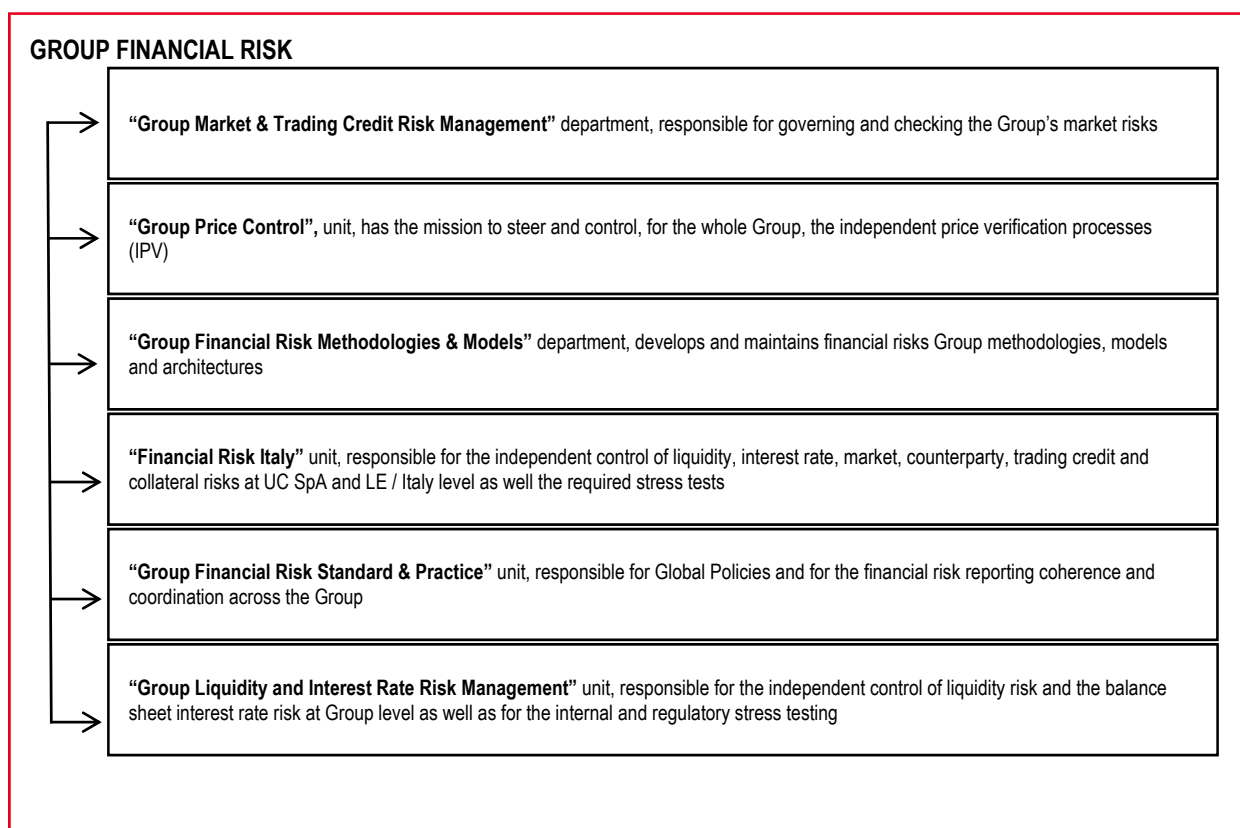 GROUP FINANCIAL RISK
“Group Market & Trading Credit Risk Management” department, responsible for governing and checking the Group’s market risks
“Group Price Control”, unit, has the mission to steer and control, for the whole Group, the independent price verification processes
(IPV)
“Group Financial Risk Methodologies & Models” department, develops and maintains financial risks Group methodologies, models
and architectures
“Financial Risk Italy” unit, responsible for the independent control of liquidity, interest rate, market, counterparty, trading credit and
collateral risks at UC SpA and LE / Italy level as well the required stress tests
“Group Financial Risk Standard & Practice” unit, responsible for Global Policies and for the financial risk reporting coherence and
coordination across the Group
“Group Liquidity and Interest Rate Risk Management” unit, responsible for the independent control of liquidity risk and the balance
sheet interest rate risk at Group level as well as for the internal and regulatory stress testing